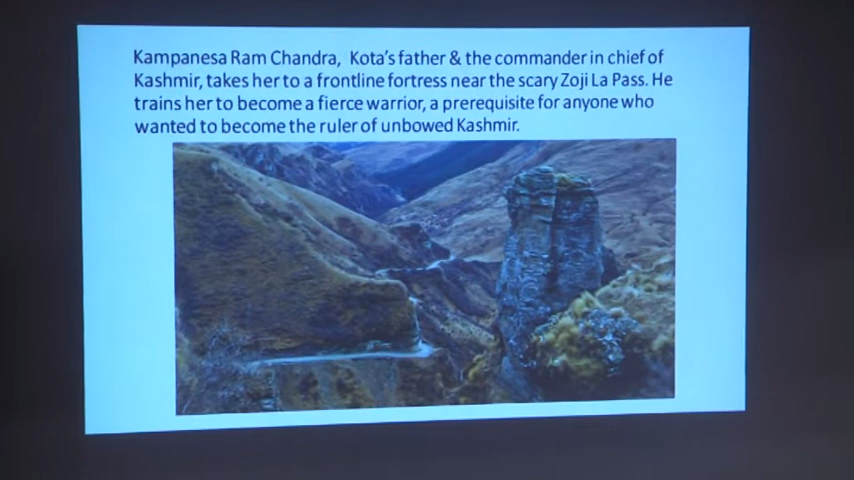 Kampanesa Ram Chandra, Kota's father & the commander in chief of
Kashmir, takes her to a frontline fortress near the scary Zoji La Pass. He
trains her to become a fierce warrior, a prerequisite for anyone who
wanted to become the ruler of unbowed Kashmir.